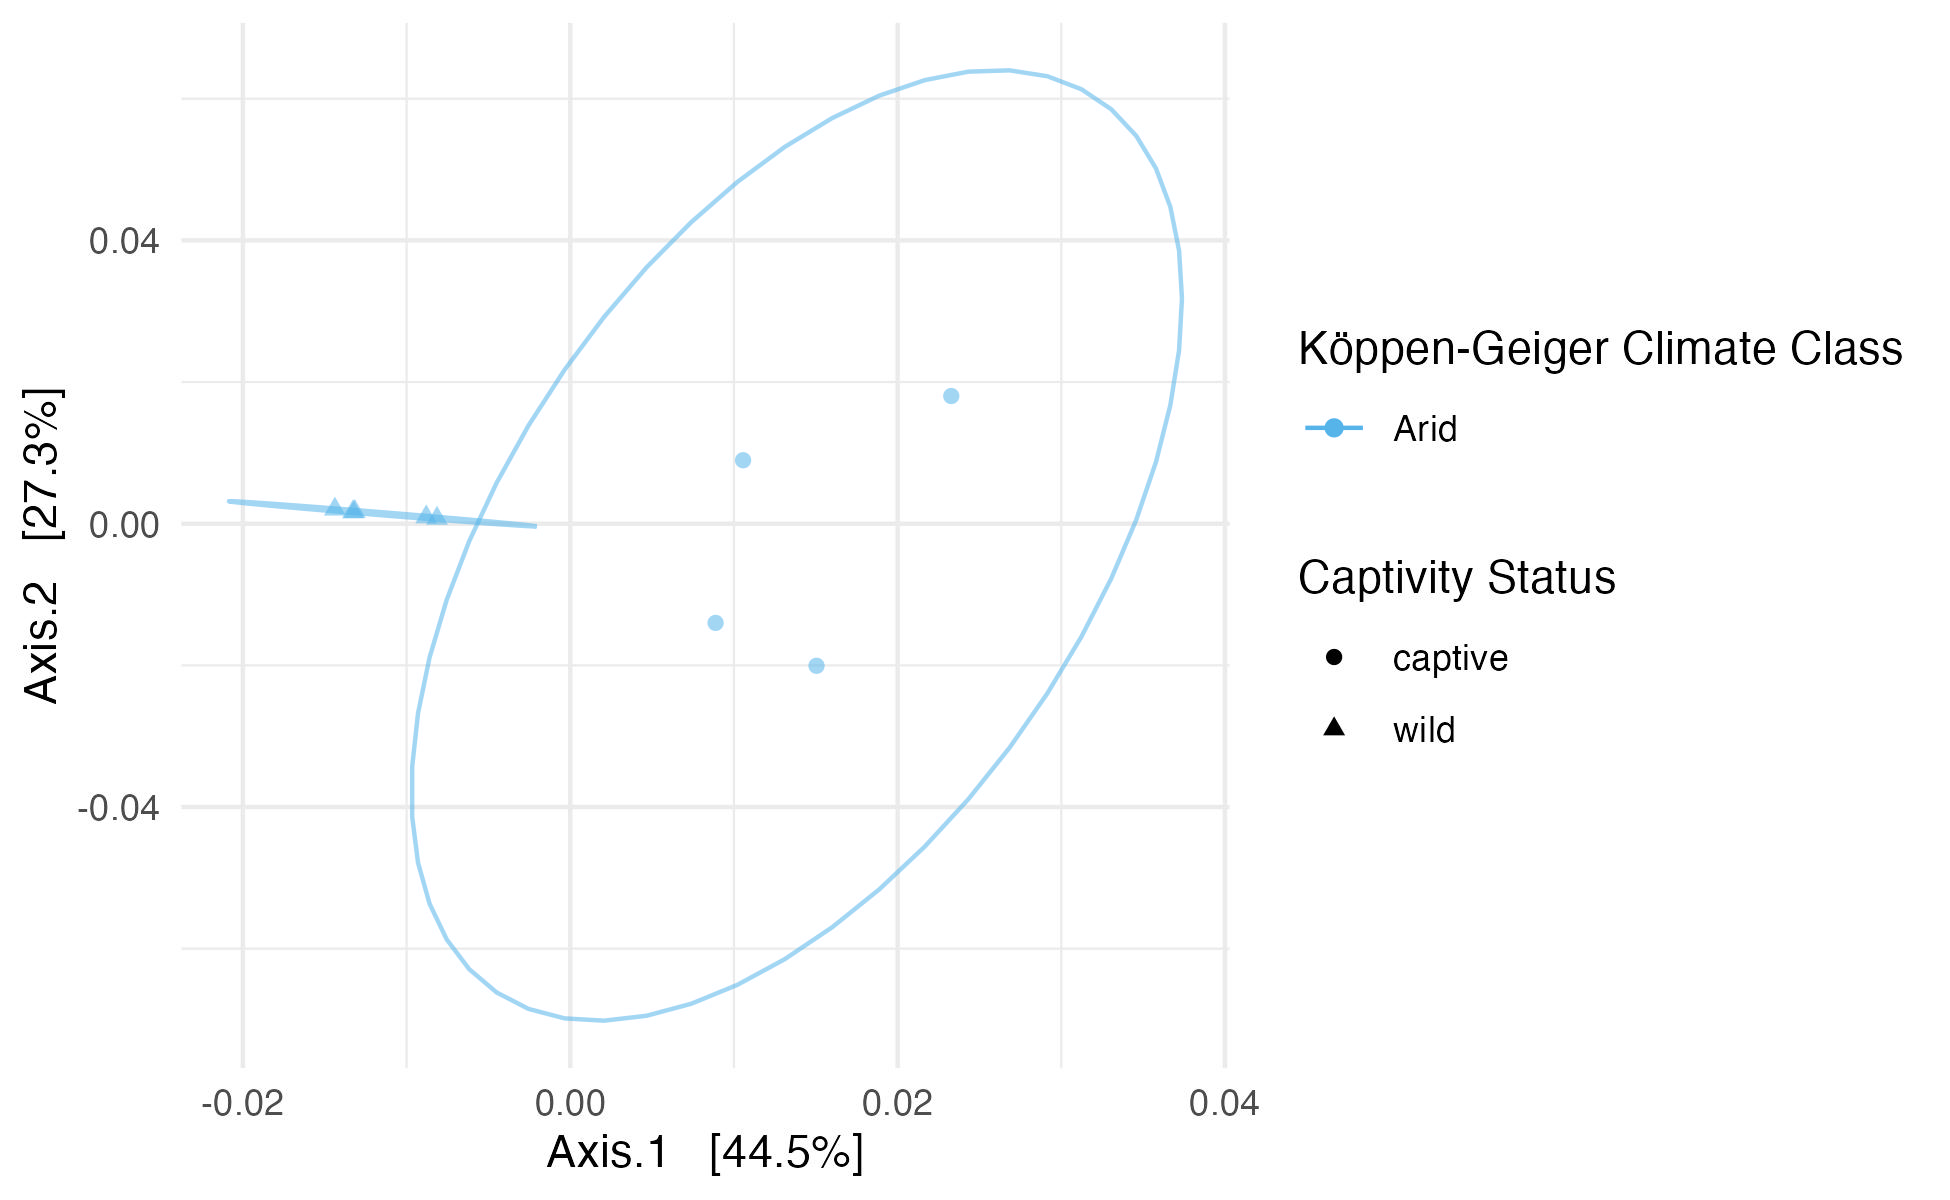 0.04
0.00
-0.04
Axis.2 [27.3%]
-0.02
0.00
0.02
0.04
Axis.1 [44.5%]
Köppen-Geiger Climate Class
Arid
Captivity Status
captive
wild